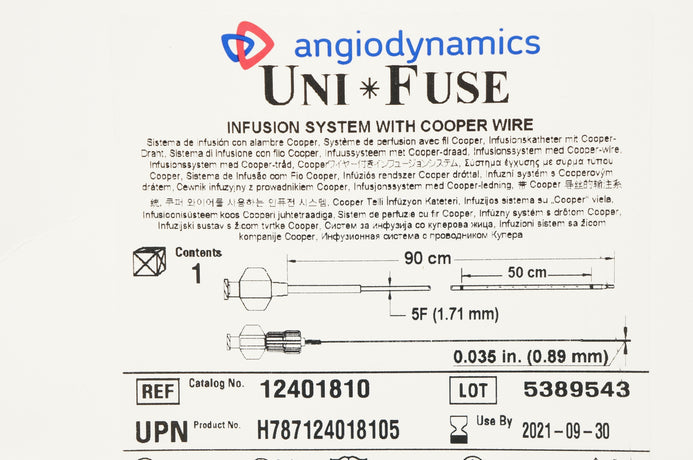 angiodynamics
UNI*FUSE
INFUSION SYSTEM WITH COOPER WIRE
Sistema de infusión con alambre Cooper, Système de perfusion avec fil Cooper, Infusionskatheter mit Cooper-
Draht, Sistema di infusione con filo Cooper, Infuussysteem met Cooper-draad, Infusionssystem med Cooper-wire,
Infusionssystem med Cooper-tråd, Cooperワイヤー付きインフュージョンシステム, Σύστημα έγχυσης με σύρμα τύπου
Cooper, Sistema de Infusão com Fio Cooper, Infúziós rendszer Cooper dróttal, Infuzní systém s Cooperovým
drátem, Cewnik infuzyjny z prowadnikiem Cooper, Infusjonssystem med Cooper-ledning, 带 Cooper 导丝的输注系
统, 쿠퍼 와이어를 사용하는 인퓨전 시스템, Cooper Telli İnfüzyon Kateteri, Infuzijos sistema su „Cooper” viela,
Infusioonisüsteem koos Cooperi juhtetraadiga, Sistem de perfuzie cu fir Cooper, Infúzny systém s drôtom Cooper,
Infuzijski sustav s žicom tvrtke Cooper, Систем за инфузија со куперова жица, Infuzioni sistem sa žicom
kompanije Cooper, Инфузионная система с проводником Купера
Contents
1
90 cm
50 cm
5F (1.71 mm)
0.035 in. (0.89 mm)
REF Catalog No. 12401810 LOT 5389543
UPN Product No. H787124018105 Use By 2021-09-30